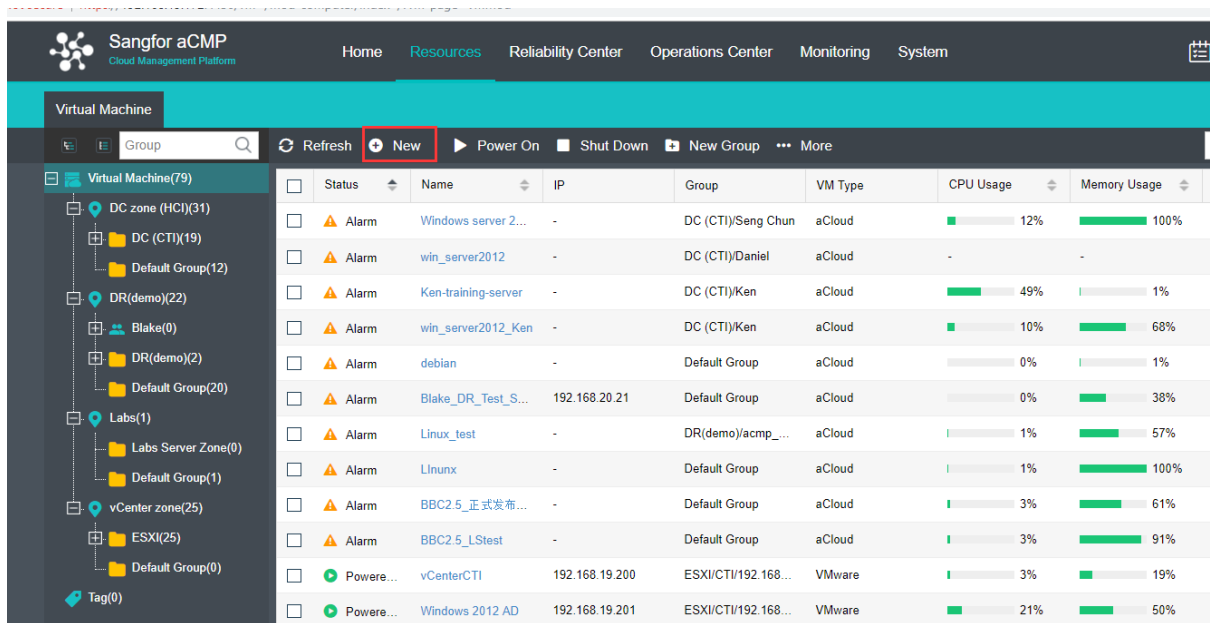 Sangfor aCMP
Cloud Management Platform
Home Resources Reliability Center Operations Center Monitoring System
Virtual Machine
Group Refresh New Power On Shut Down New Group ••• More
Virtual Machine(79)
DC zone (HCI)(31)
DC (CTI)(19)
Default Group(12)
DR(demo)(22)
Blake(0)
DR(demo)(2)
Default Group(20)
Labs(1)
Labs Server Zone(0)
Default Group(1)
vCenter zone(25)
ESXI(25)
Default Group(0)
Tag(0)
Status Name IP Group VM Type CPU Usage Memory Usage
Alarm Windows server 2... - DC (CTI)/Seng Chun aCloud 12% 100%
Alarm win_server2012 - DC (CTI)/Daniel aCloud - -
Alarm Ken-training-server - DC (CTI)/Ken aCloud 49% 1%
Alarm win_server2012_Ken - DC (CTI)/Ken aCloud 10% 68%
Alarm debian - Default Group aCloud 0% 1%
Alarm Blake_DR_Test_S... 192.168.20.21 Default Group aCloud 0% 38%
Alarm Linux_test - DR(demo)/acmp_... aCloud 1% 57%
Alarm LInunx - Default Group aCloud 1% 100%
Alarm BBC2.5_正式发布... - Default Group aCloud 3% 61%
Alarm BBC2.5_LStest - Default Group aCloud 3% 91%
Powere... vCenterCTI 192.168.19.200 ESXI/CTI/192.168... VMware 3% 19%
Powere... Windows 2012 AD 192.168.19.201 ESXI/CTI/192.168... VMware 21% 50%